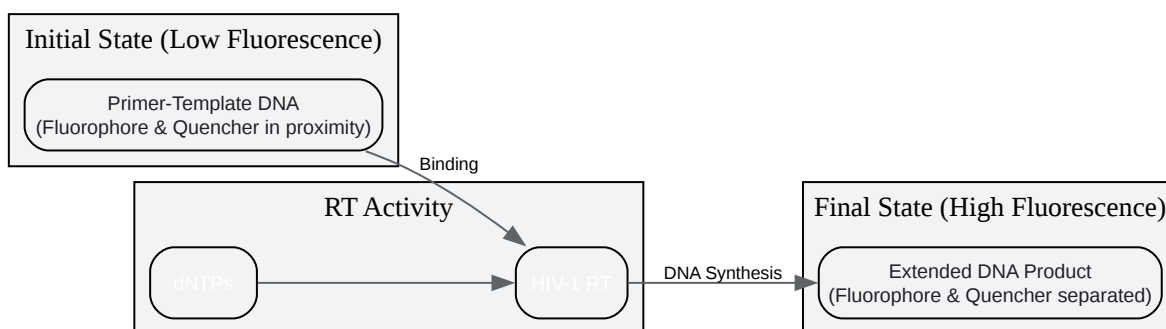 Initial State (Low Fluorescence)
Primer-Template DNA
(Fluorophore & Quencher in proximity)
Binding
RT Activity
dNTPs
HIV-1 RT
DNA Synthesis
Final State (High Fluorescence)
Extended DNA Product
(Fluorophore & Quencher separated)